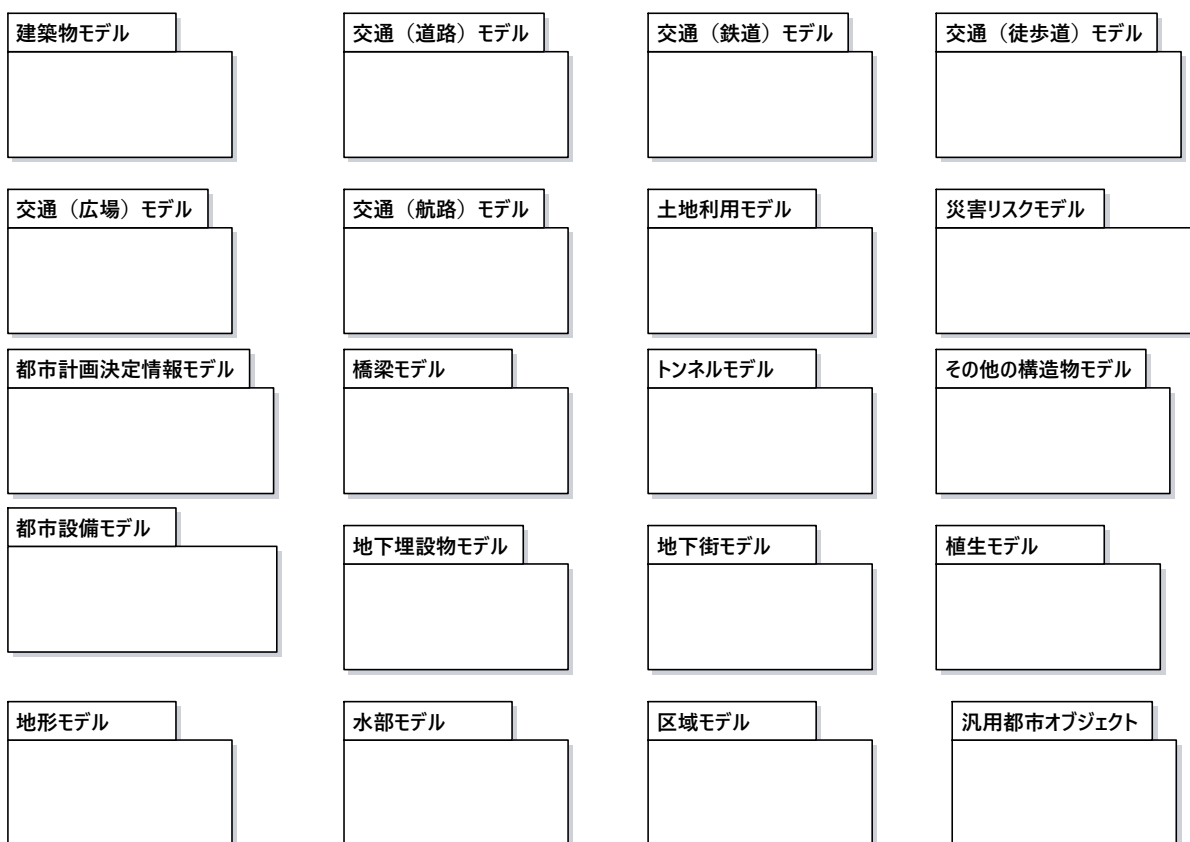 建築物モデル
交通（道路）モデル
交通（鉄道）モデル
交通（徒歩道）モデル
交通（広場）モデル
交通（航路）モデル
土地利用モデル
災害リスクモデル
都市計画決定情報モデル
橋梁モデル
トンネルモデル
その他の構造物モデル
都市設備モデル
地下埋設物モデル
地下街モデル
植生モデル
地形モデル
水部モデル
区域モデル
汎用都市オブジェクト